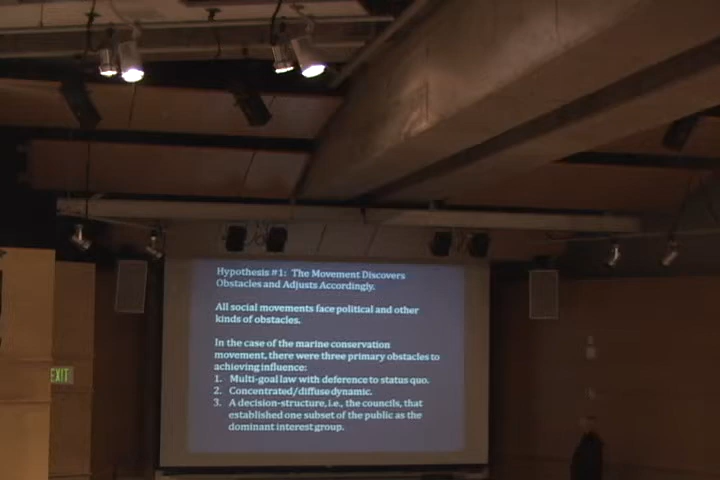 Hypothesis #1: The Movement Discovers
Obstacles and Adjusts Accordingly.
All social movements face political and other
kinds of obstacles.
In the case of the marine conservation
movement, there were three primary obstacles to
achieving influence:
1. Multi-goal law with deference to status quo.
2. Concentrated/diffuse dynamic.
3. A decision-structure, i.e., the councils, that
established one subset of the public as the
dominant interest group.
EXIT